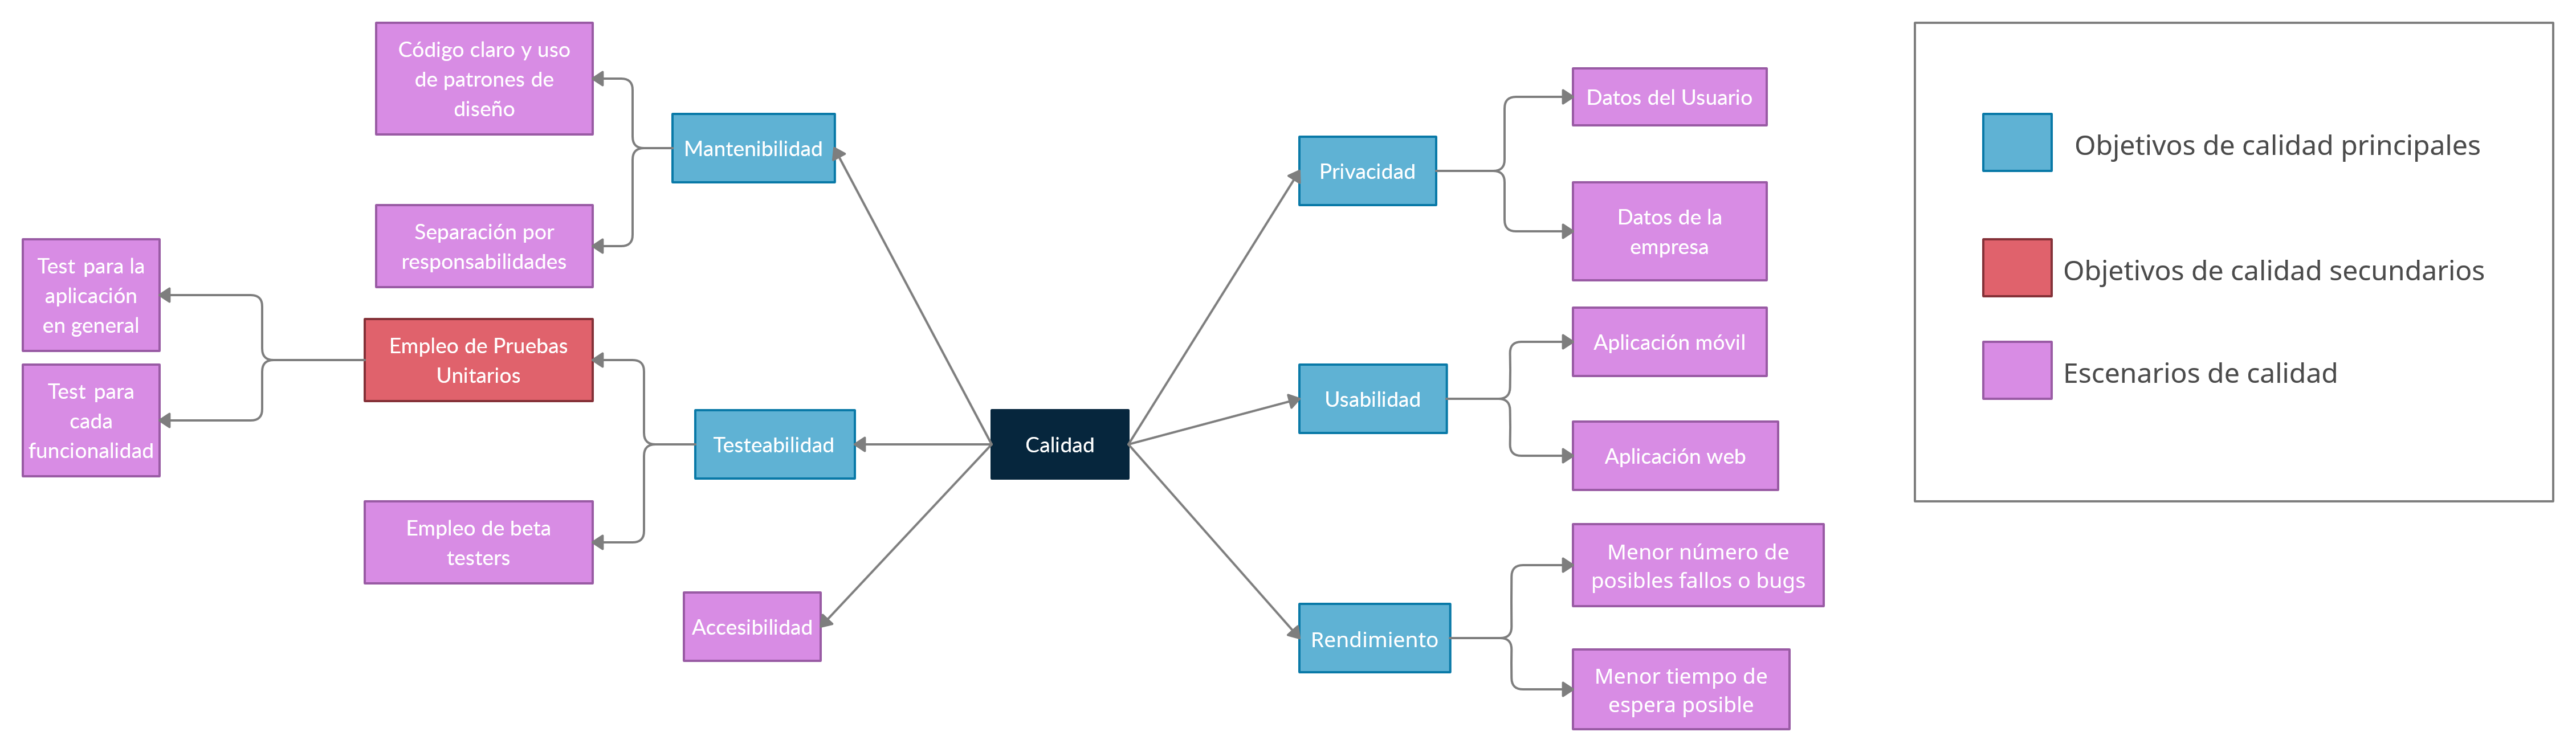 Código claro y uso
de patrones de
diseño
Mantenibilidad
Separación por
responsabilidades
Test para la
aplicación
en general
Empleo de Pruebas
Unitarios
Test para
cada
funcionalidad
Testeabilidad
Empleo de beta
testers
Accesibilidad
Calidad
Privacidad
Datos del Usuario
Datos de la
empresa
Usabilidad
Aplicación móvil
Aplicación web
Rendimiento
Menor número de
posibles fallos o bugs
Menor tiempo de
espera posible
Objetivos de calidad principales
Objetivos de calidad secundarios
Escenarios de calidad